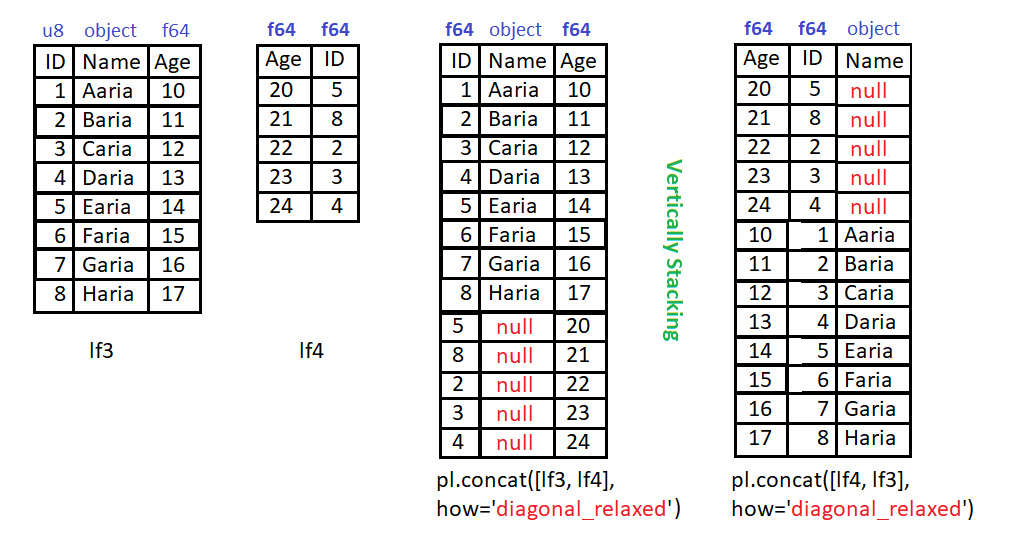 u8 object f64
ID Name Age
1 Aaria 10
2 Baria 11
3 Caria 12
4 Daria 13
5 Earia 14
6 Faria 15
7 Garia 16
8 Haria 17
lf3
f64 f64
Age ID
20 5
21 8
22 2
23 3
24 4
lf4
f64 object f64
ID Name Age
1 Aaria 10
2 Baria 11
3 Caria 12
4 Daria 13
5 Earia 14
6 Faria 15
7 Garia 16
8 Haria 17
5 null 20
8 null 21
2 null 22
3 null 23
4 null 24
pl.concat([lf3, lf4],
how='diagonal_relaxed')
Vertically Stacking
f64 f64 object
Age ID Name
20 5 null
21 8 null
22 2 null
23 3 null
24 4 null
10 1 Aaria
11 2 Baria
12 3 Caria
13 4 Daria
14 5 Earia
15 6 Faria
16 7 Garia
17 8 Haria
pl.concat([lf4, lf3],
how='diagonal_relaxed')